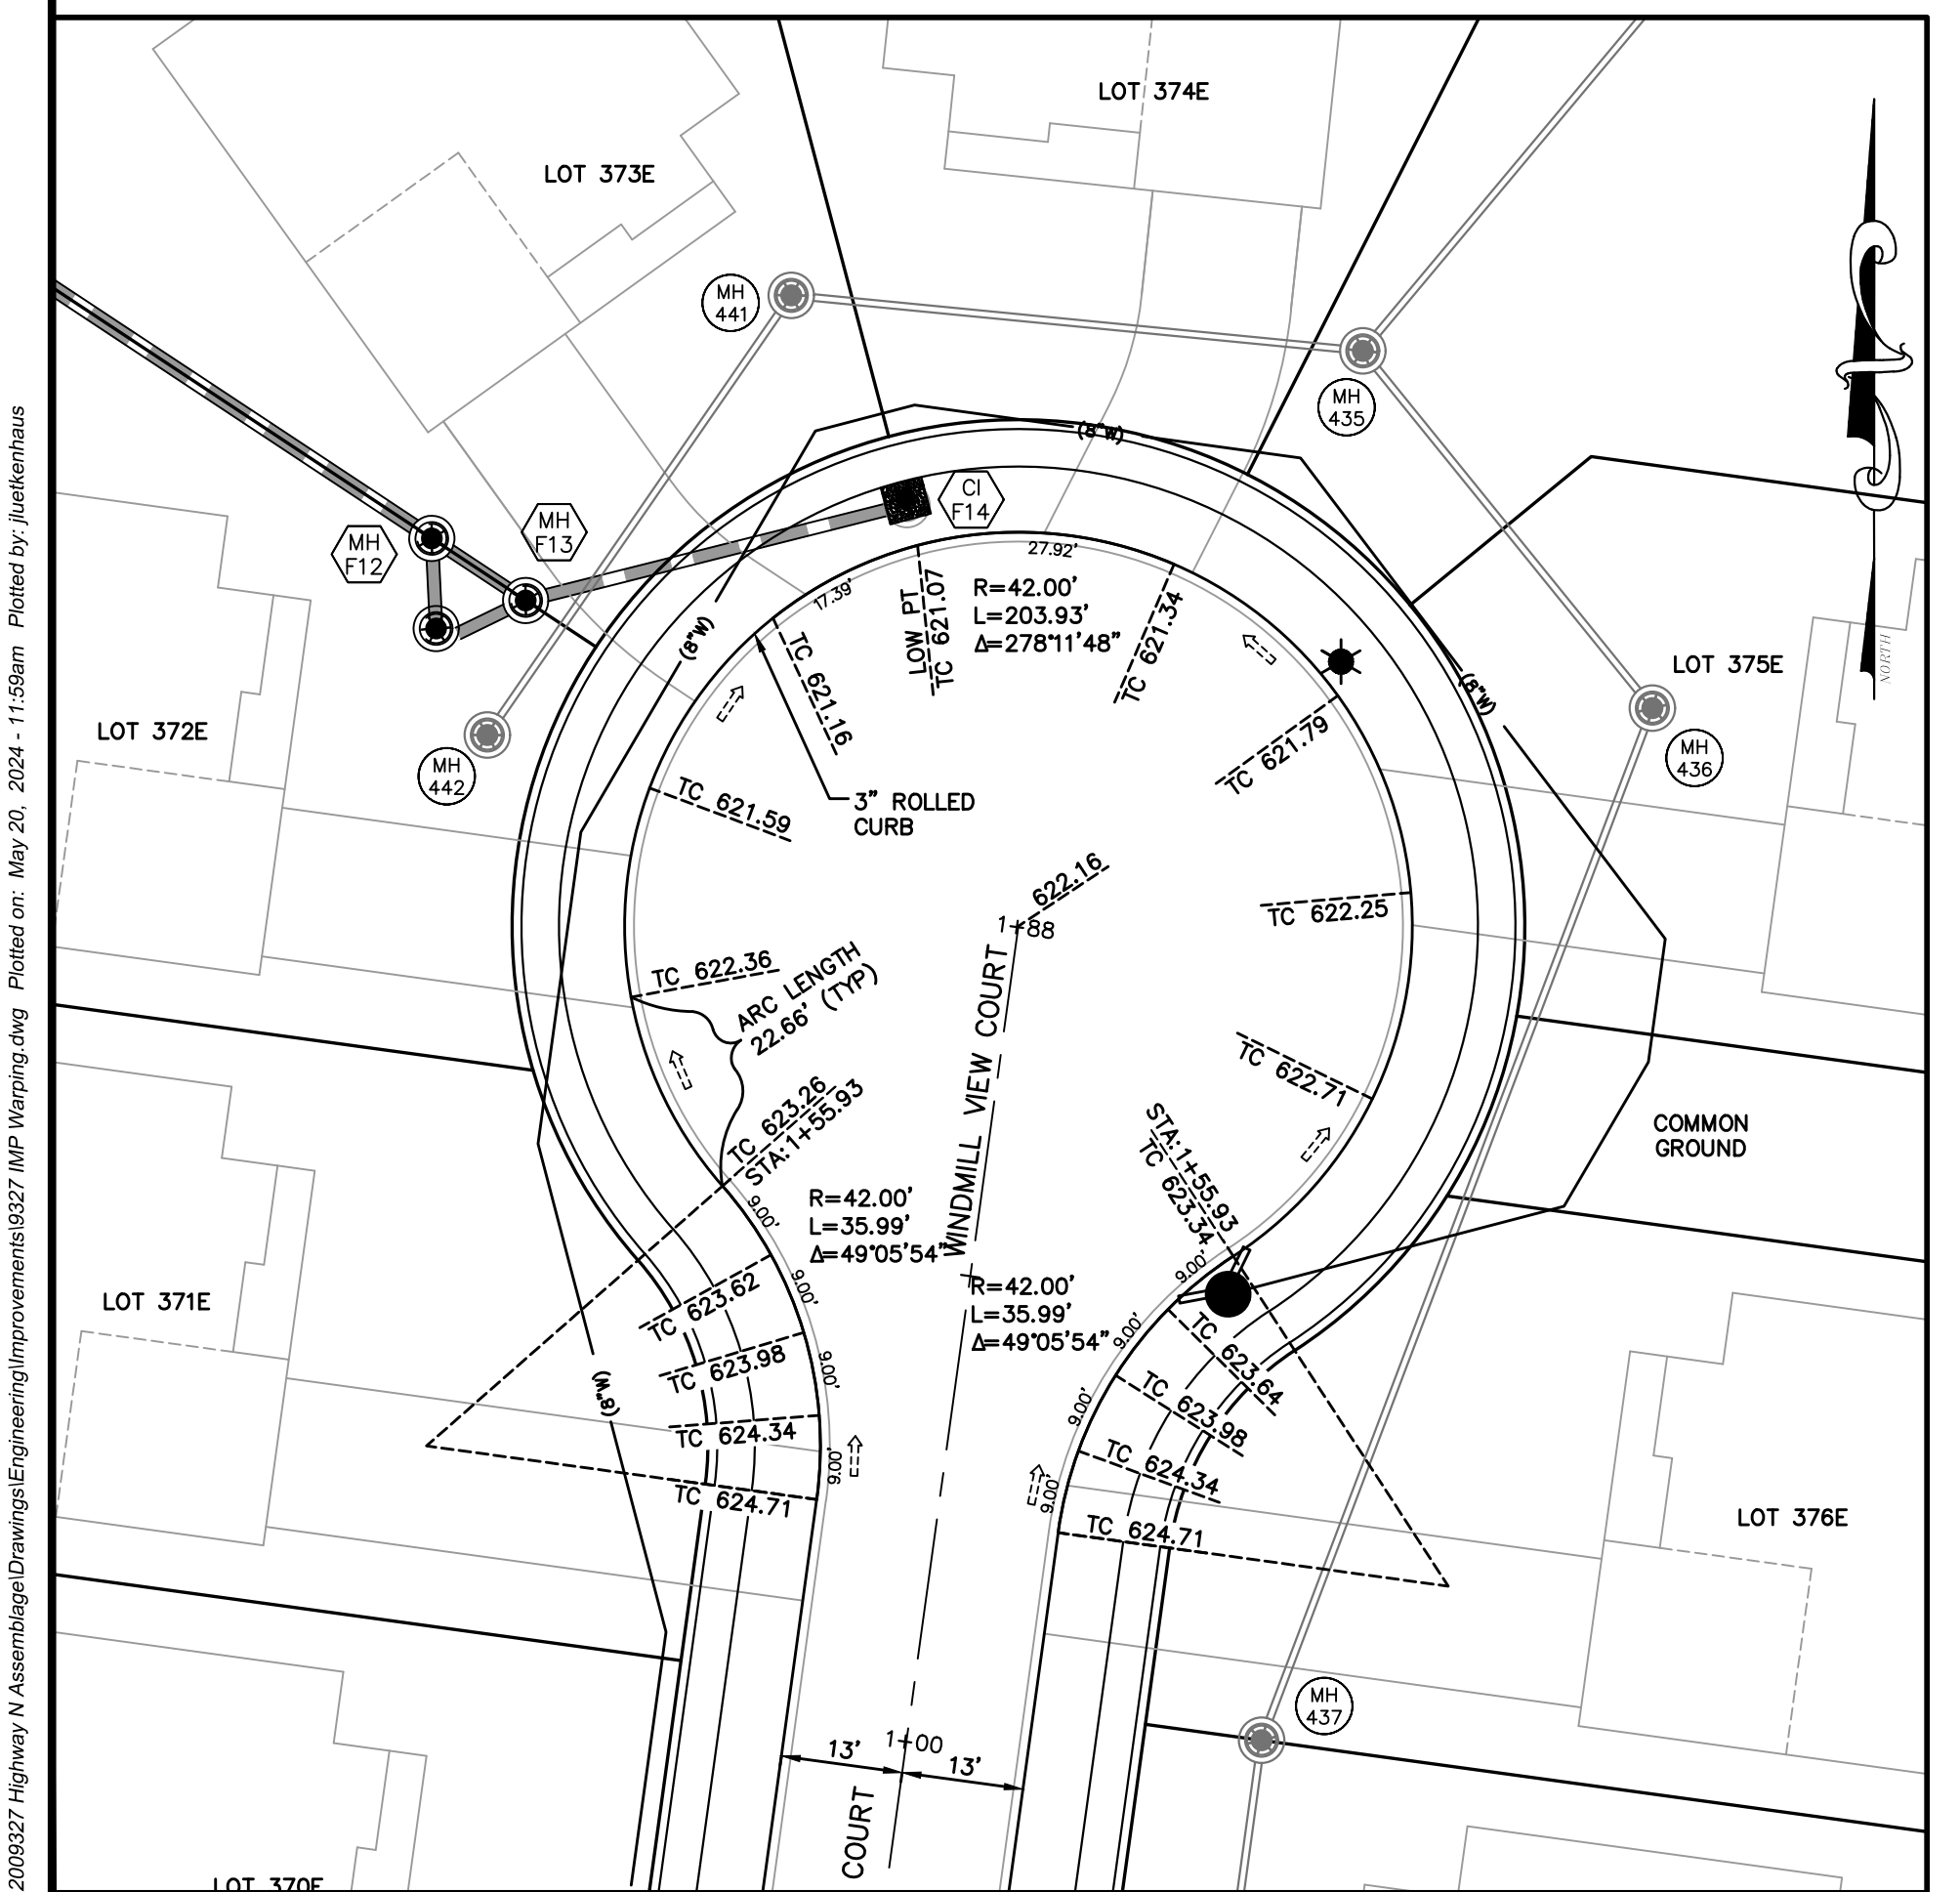 LOT 374E
LOT 373E
MH
441
MH
435
(8"W)
CI
F14
MH
F13
MH
F12
27.92'
17.39'
LOW PT
TC 621.07
R=42.00'
L=203.93'
Δ=278°11'48"
TC 621.34
TC 621.16
(8"W)
(8"W)
LOT 375E
NORTH
LOT 372E
MH
442
MH
436
TC 621.79
TC 621.59
3" ROLLED
CURB
622.16
1+88
TC 622.25
TC 622.36
ARC LENGTH
22.66' (TYP)
WINDMILL VIEW COURT
TC 622.71
COMMON
GROUND
TC 623.26
STA:1+55.93
STA:1+55.93
TC 623.34
R=42.00'
L=35.99'
Δ=49°05'54"
R=42.00'
L=35.99'
Δ=49°05'54"
9.00'
9.00'
9.00'
9.00'
9.00'
9.00'
9.00'
9.00'
LOT 371E
TC 623.62
TC 623.98
TC 624.34
TC 624.71
TC 623.64
TC 623.98
TC 624.34
TC 624.71
(8"W)
LOT 376E
MH
437
1+00
13'
13'
COURT
LOT 370E
2009327 Highway N Assemblage\Drawings\Engineering\Improvements\9327 IMP Warping.dwg Plotted on: May 20, 2024 - 11:59am Plotted by: jluetkenhaus